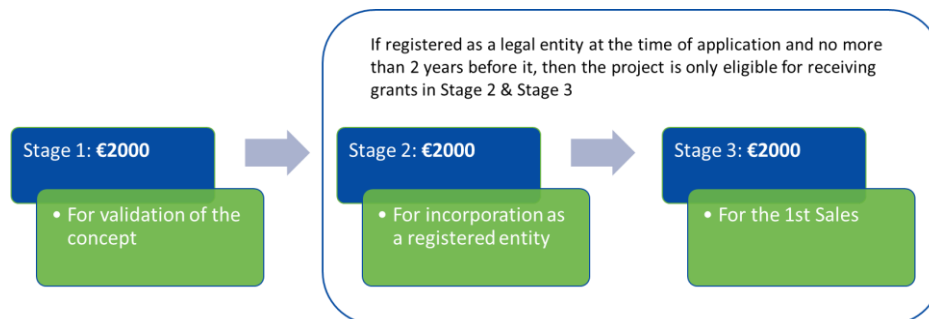 If registered as a legal entity at the time of application and no more
than 2 years before it, then the project is only eligible for receiving
grants in Stage 2 & Stage 3
Stage 1: €2000
• For validation of the
concept
Stage 2: €2000
• For incorporation as
a registered entity
Stage 3: €2000
• For the 1st Sales